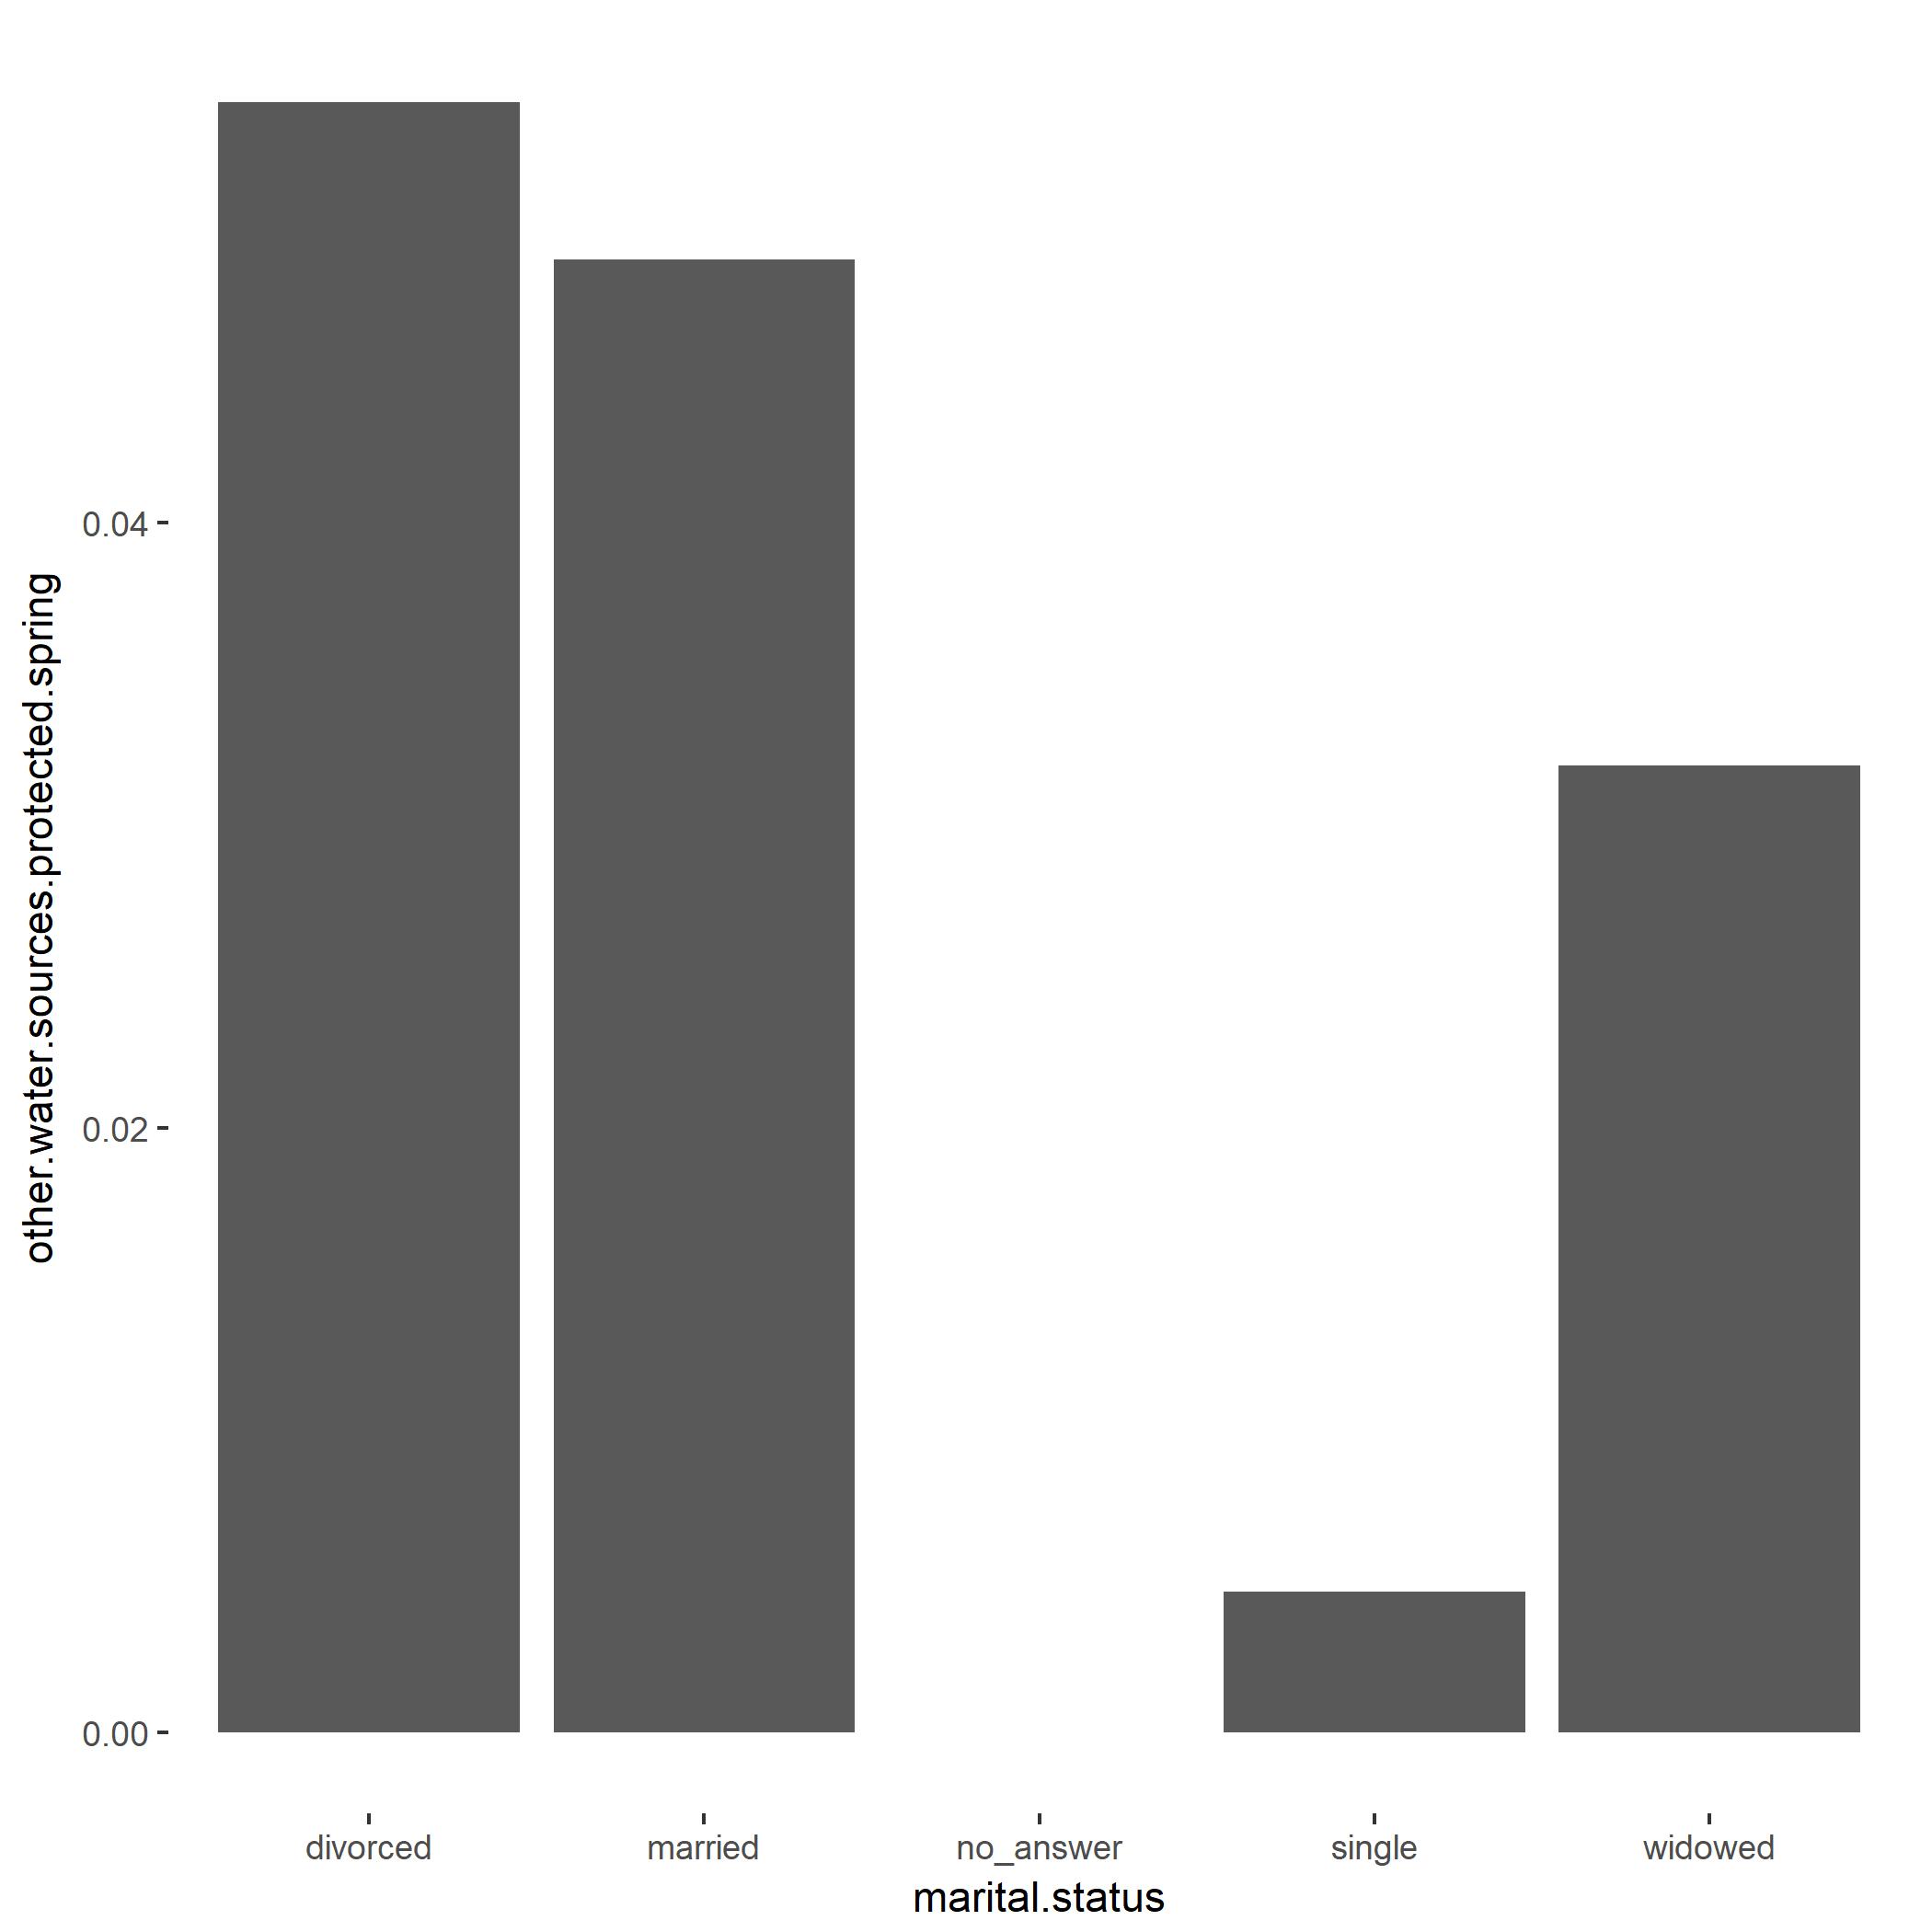 other.water.sources.protected.spring
0.04
0.02
0.00
divorced married no_answer single widowed
marital.status